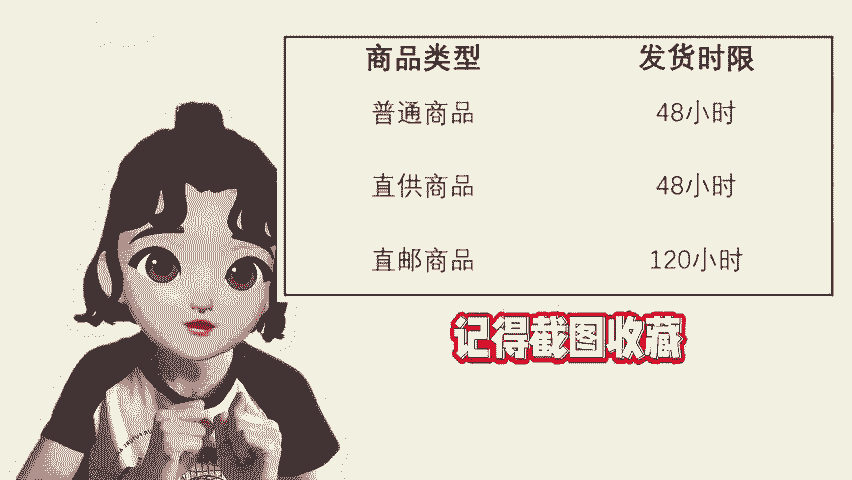 商品类型 发货时限
普通商品 48小时
直供商品 48小时
直邮商品 120小时
记得截图收藏